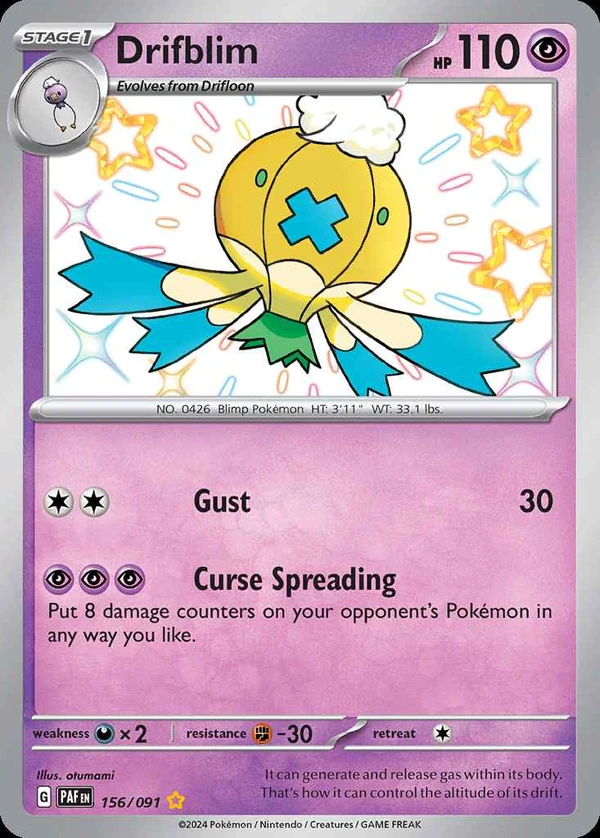 STAGE1
Drifblim
HP 110
Evolves from Drifloon
NO. 0426 Blimp Pokémon HT: 3'11" WT: 33.1 lbs.
Gust 30
Curse Spreading
Put 8 damage counters on your opponent's Pokémon in
any way you like.
weakness ×2 resistance -30 retreat
Illus. otumami
It can generate and release gas within its body.
That's how it can control the altitude of its drift.
G PAF EN 156/091
©2024 Pokémon / Nintendo / Creatures / GAME FREAK